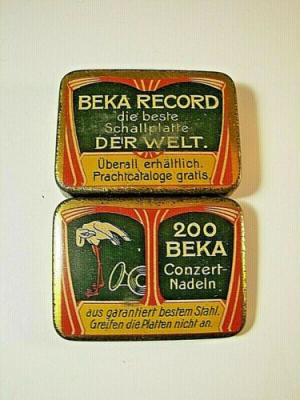 BEKA RECORD
die beste
Schallplatte
DER WELT.
Überall erhältlich.
Prachtcataloge gratis.
200
BEKA
Conzert-
Nadeln
aus garantiert bestem Stahl.
Greifen die Platten nicht an.